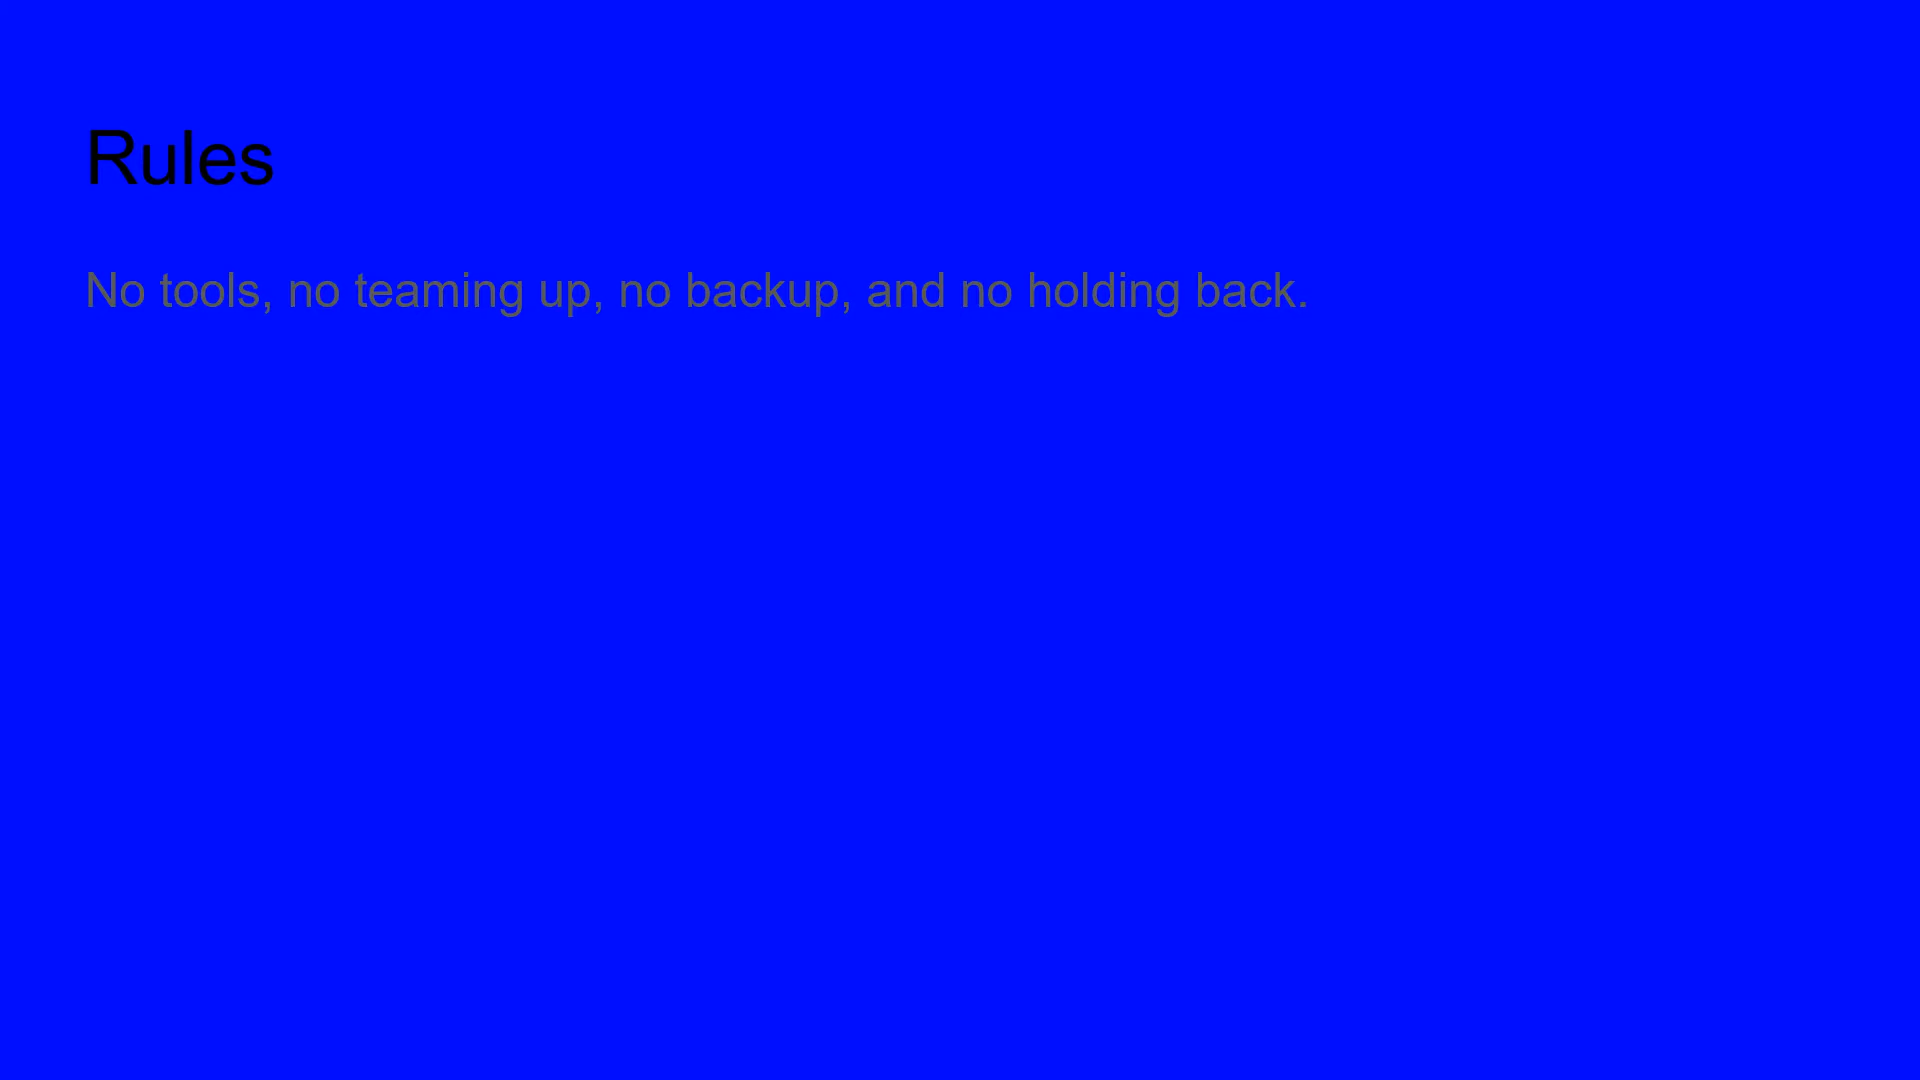 Rules
No tools, no teaming up, no backup, and no holding back.